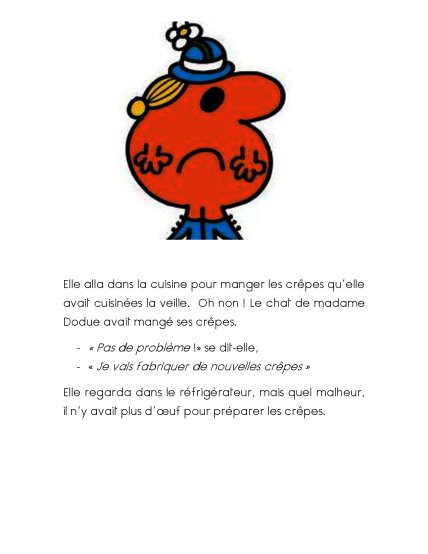 Elle alla dans la cuisine pour manger les crêpes qu'elle
avait cuisinées la veille. Oh non ! Le chat de madame
Dodue avait mangé ses crêpes.
- « Pas de problème !» se dit-elle,
- « Je vais fabriquer de nouvelles crêpes »
Elle regarda dans le réfrigérateur, mais quel malheur,
il n'y avait plus d'œuf pour préparer les crêpes.